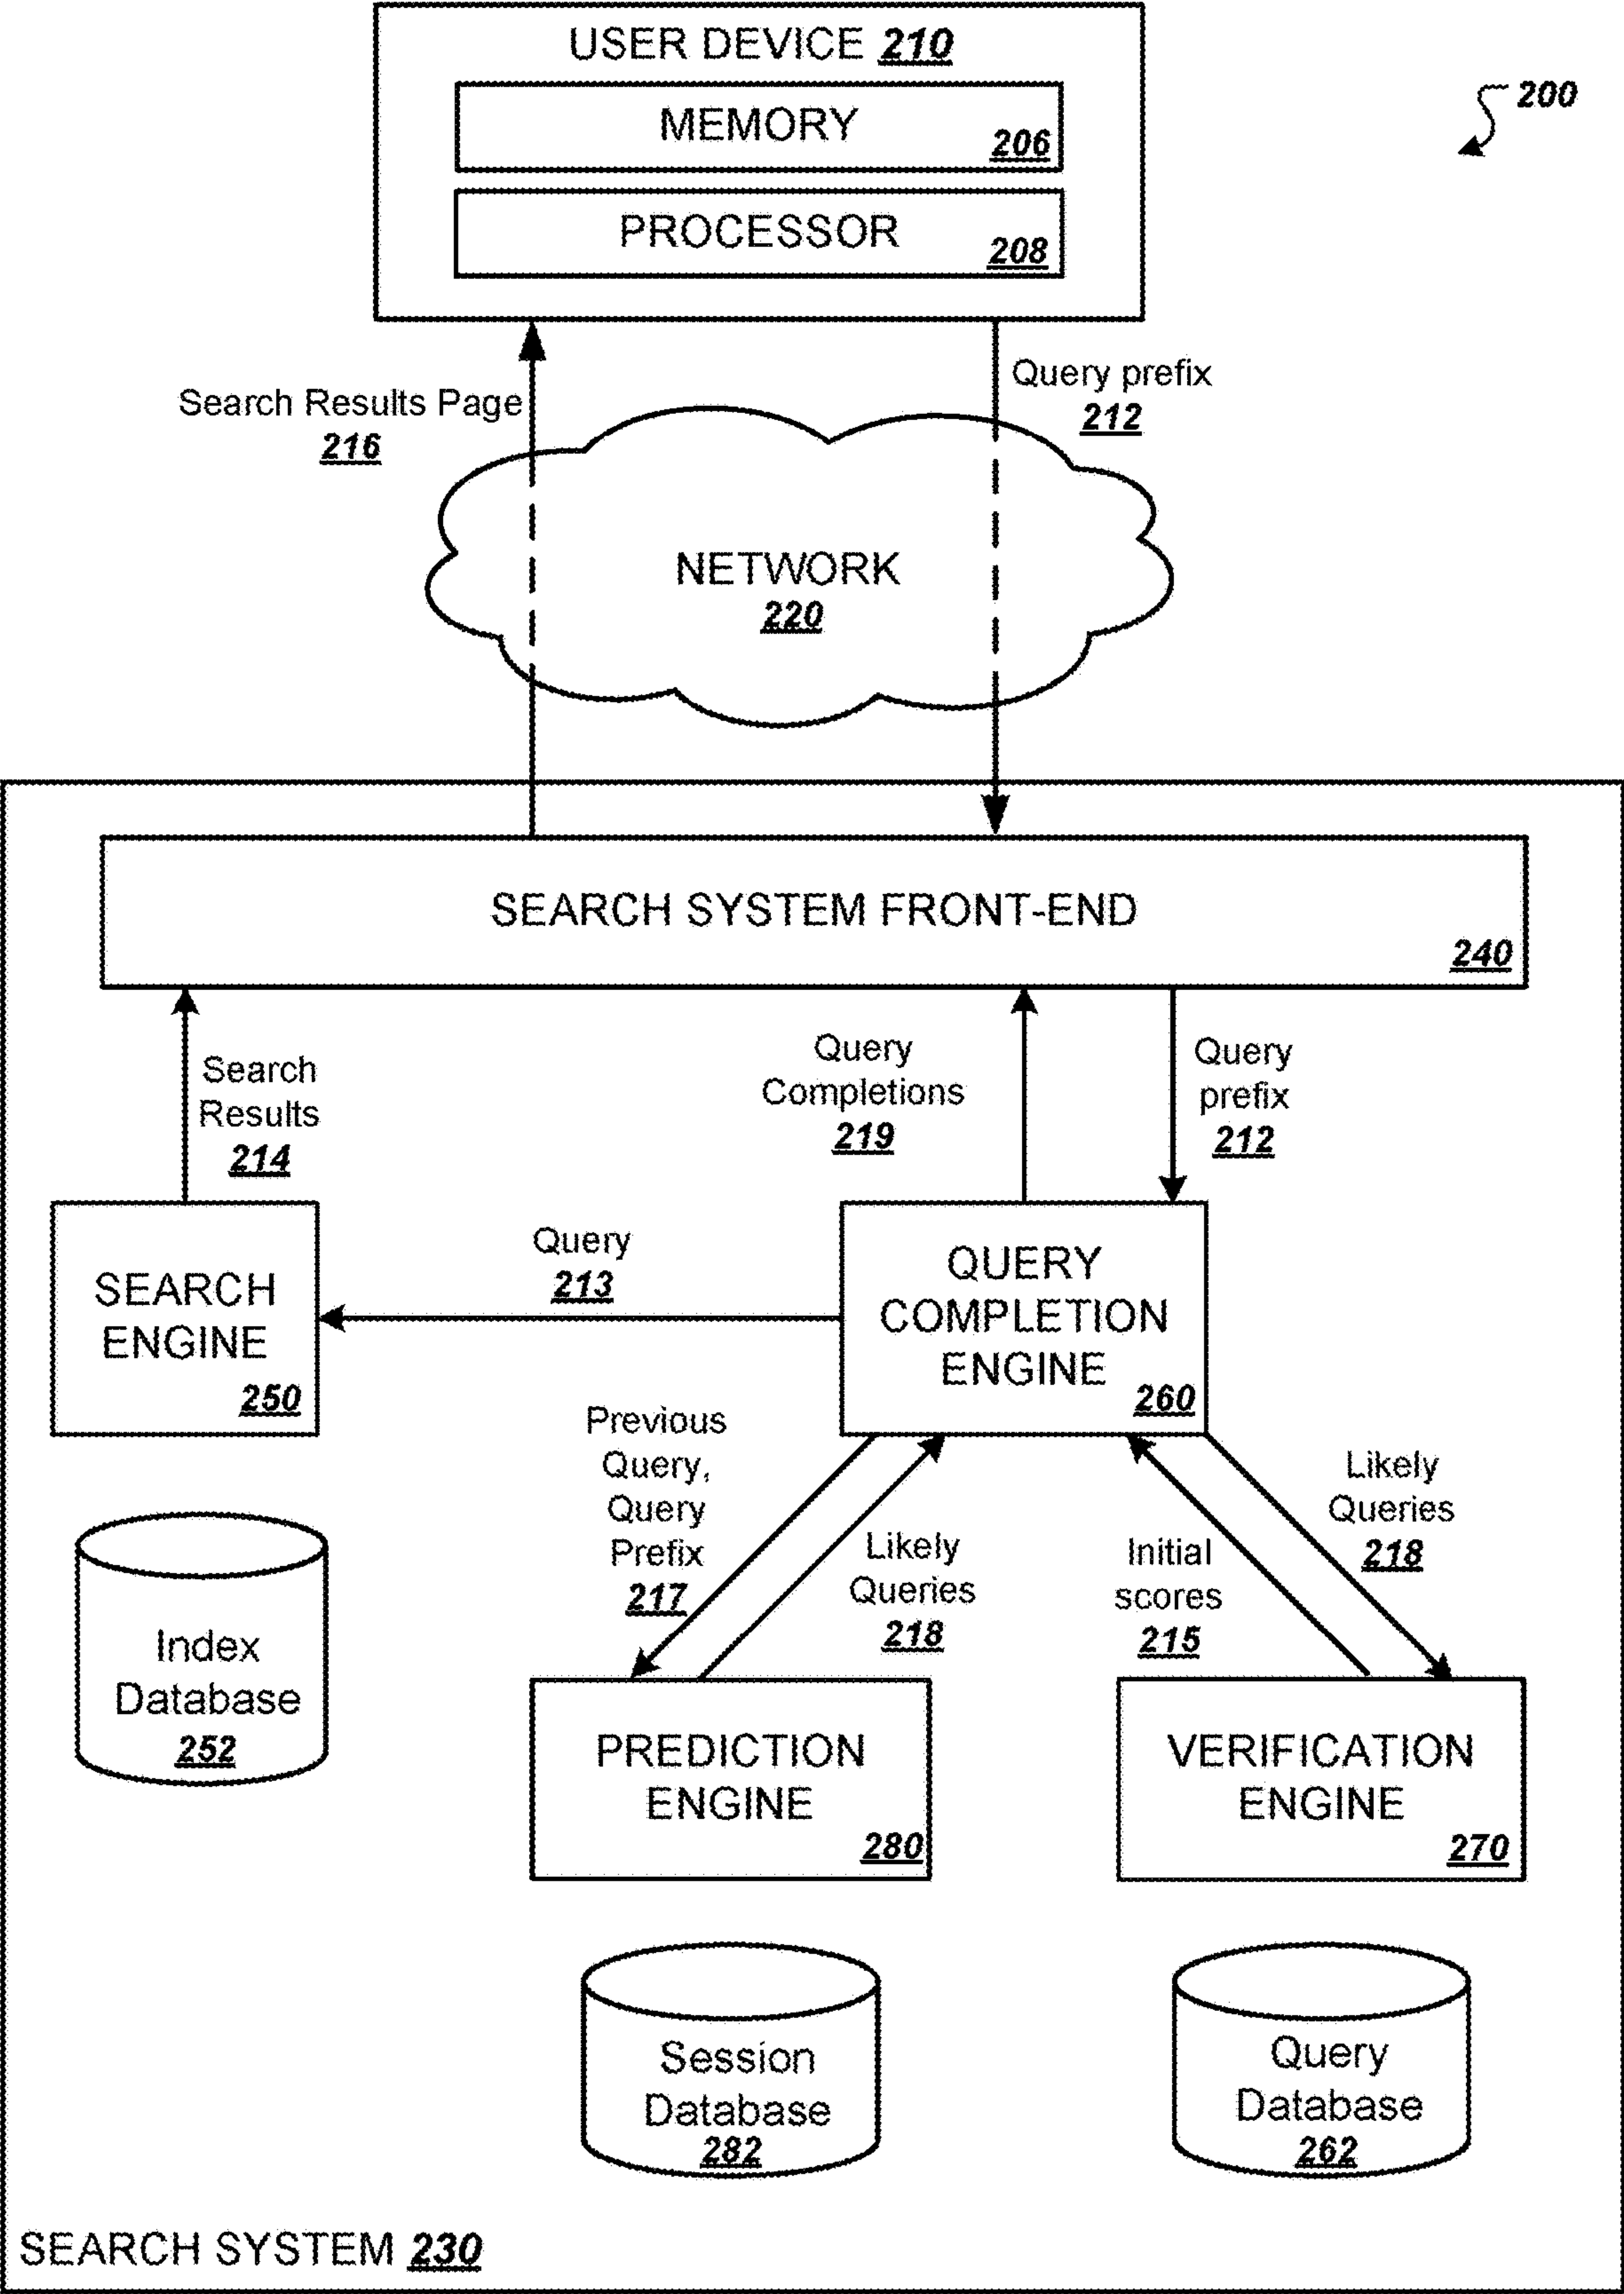 USER DEVICE 210
MEMORY
206
PROCESSOR
208
200
Search Results Page
216
Query prefix
212
NETWORK
220
SEARCH SYSTEM FRONT-END
240
Search
Results
214
Query
Completions
219
Query
prefix
212
Query
213
SEARCH
ENGINE
250
QUERY
COMPLETION
ENGINE
260
Previous
Query,
Query
Prefix
217
Likely
Queries
218
Initial
scores
215
Likely
Queries
218
Index
Database
252
PREDICTION
ENGINE
280
VERIFICATION
ENGINE
270
Session
Database
282
Query
Database
262
SEARCH SYSTEM 230